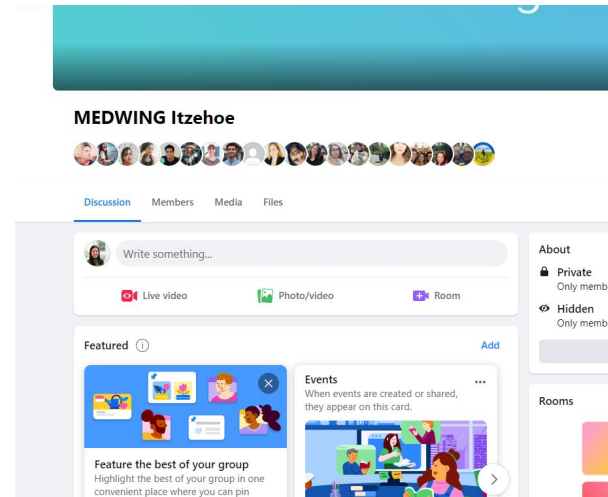 MEDWING Itzehoe
Discussion Members Media Files
Write something...
Live video Photo/video Room
Featured
Add
Feature the best of your group
Highlight the best of your group in one
convenient place where you can pin
Events
When events are created or shared,
they appear on this card.
About
Private
Only memb
Hidden
Only memb
Rooms